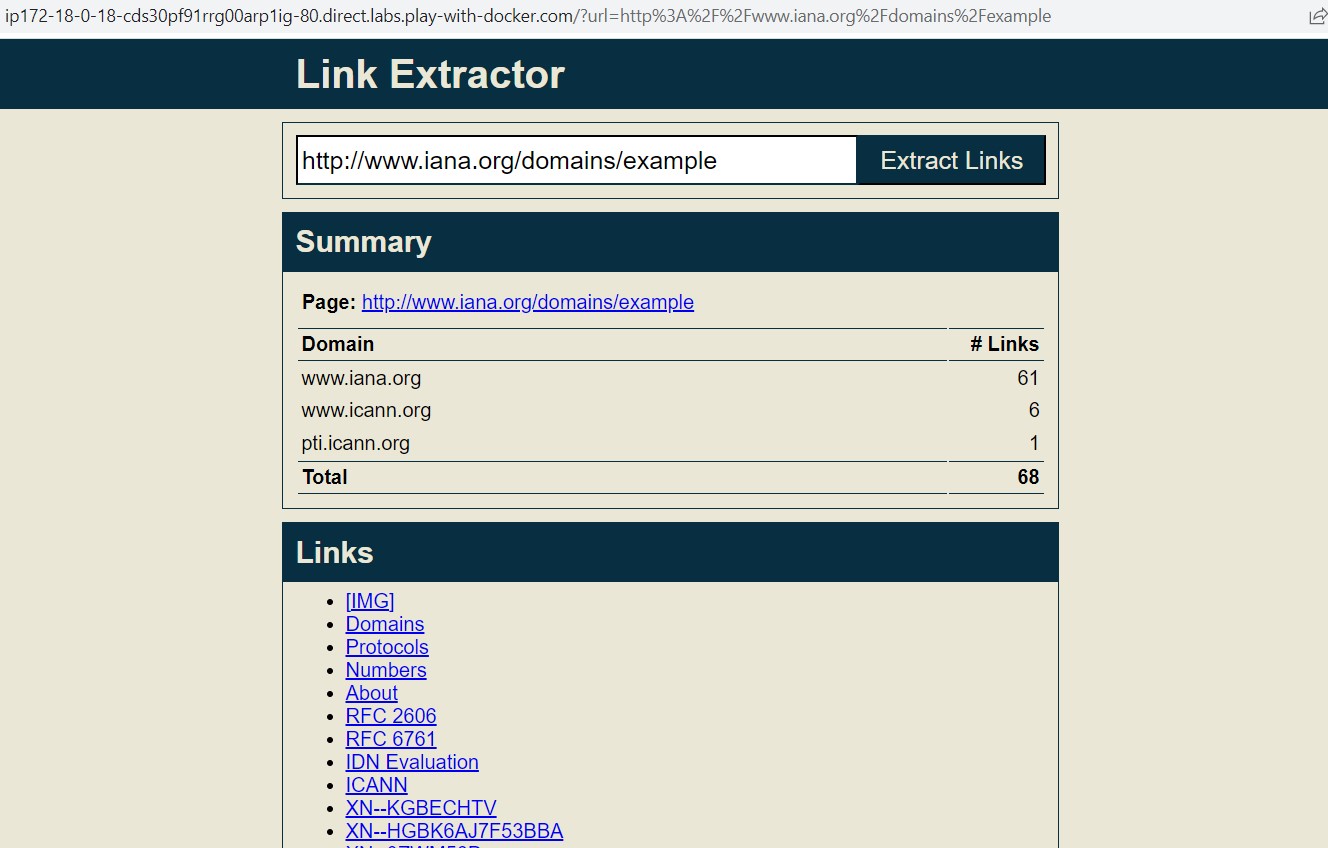 ip172-18-0-18-cds30pf91rrg00arp1ig-80.direct.labs.play-with-docker.com/?url=http%3A%2F%2Fwww.iana.org%2Fdomains%2Fexample
Link Extractor
http://www.iana.org/domains/example Extract Links
Summary
Page: http://www.iana.org/domains/example
Domain # Links
www.iana.org 61
www.icann.org 6
pti.icann.org 1
Total 68
Links
[IMG]
Domains
Protocols
Numbers
About
RFC 2606
RFC 6761
IDN Evaluation
ICANN
XN--KGBECHTV
XN--HGBK6AJ7F53BBA